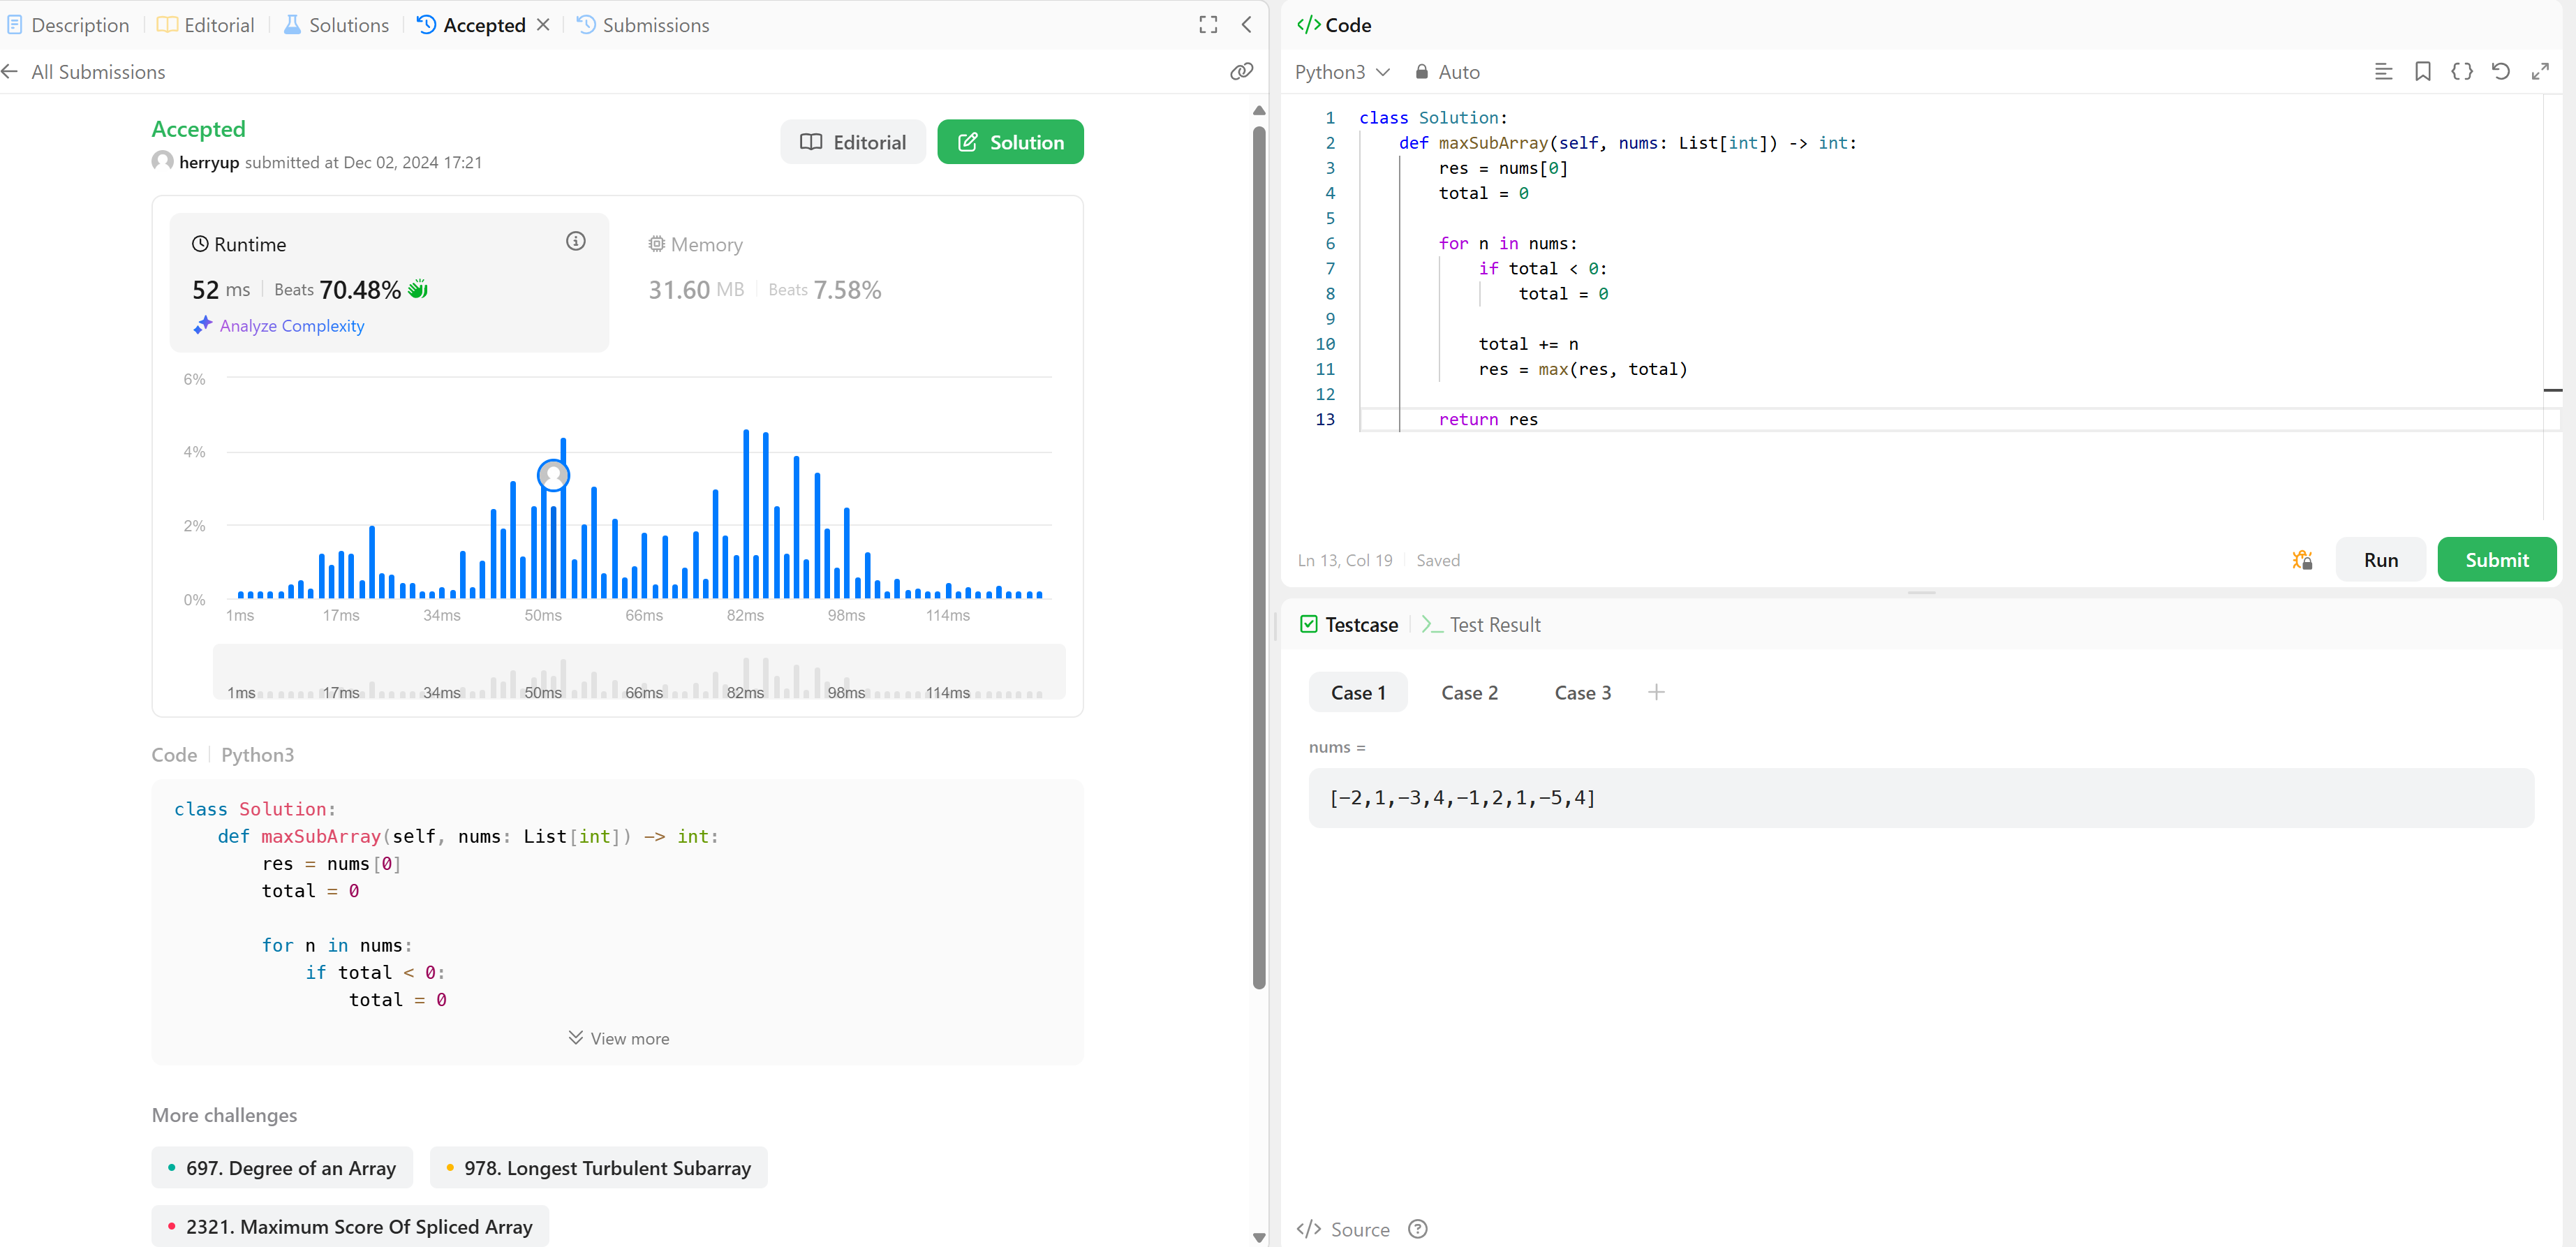 Description
Editorial
Solutions
Accepted
Submissions
All Submissions
Accepted
herryup submitted at Dec 02, 2024 17:21
Editorial
Solution
Runtime
52 ms
Beats 70.48%
Analyze Complexity
Memory
31.60 MB
Beats 7.58%
6%
4%
2%
0%
1ms 17ms 34ms 50ms 66ms 82ms 98ms 114ms
1ms 17ms 34ms 50ms 66ms 82ms 98ms 114ms
Code Python3
class Solution:
    def maxSubArray(self, nums: List[int]) -> int:
        res = nums[0]
        total = 0
        for n in nums:
            if total < 0:
                total = 0
View more
More challenges
697. Degree of an Array
978. Longest Turbulent Subarray
2321. Maximum Score Of Spliced Array
</> Code
Python3
Auto
1 class Solution:
2     def maxSubArray(self, nums: List[int]) -> int:
3         res = nums[0]
4         total = 0
5
6         for n in nums:
7             if total < 0:
8                 total = 0
9
10             total += n
11             res = max(res, total)
12
13         return res
Ln 13, Col 19
Saved
Run
Submit
Testcase
Test Result
Case 1
Case 2
Case 3
nums =
[-2,1,-3,4,-1,2,1,-5,4]
</> Source